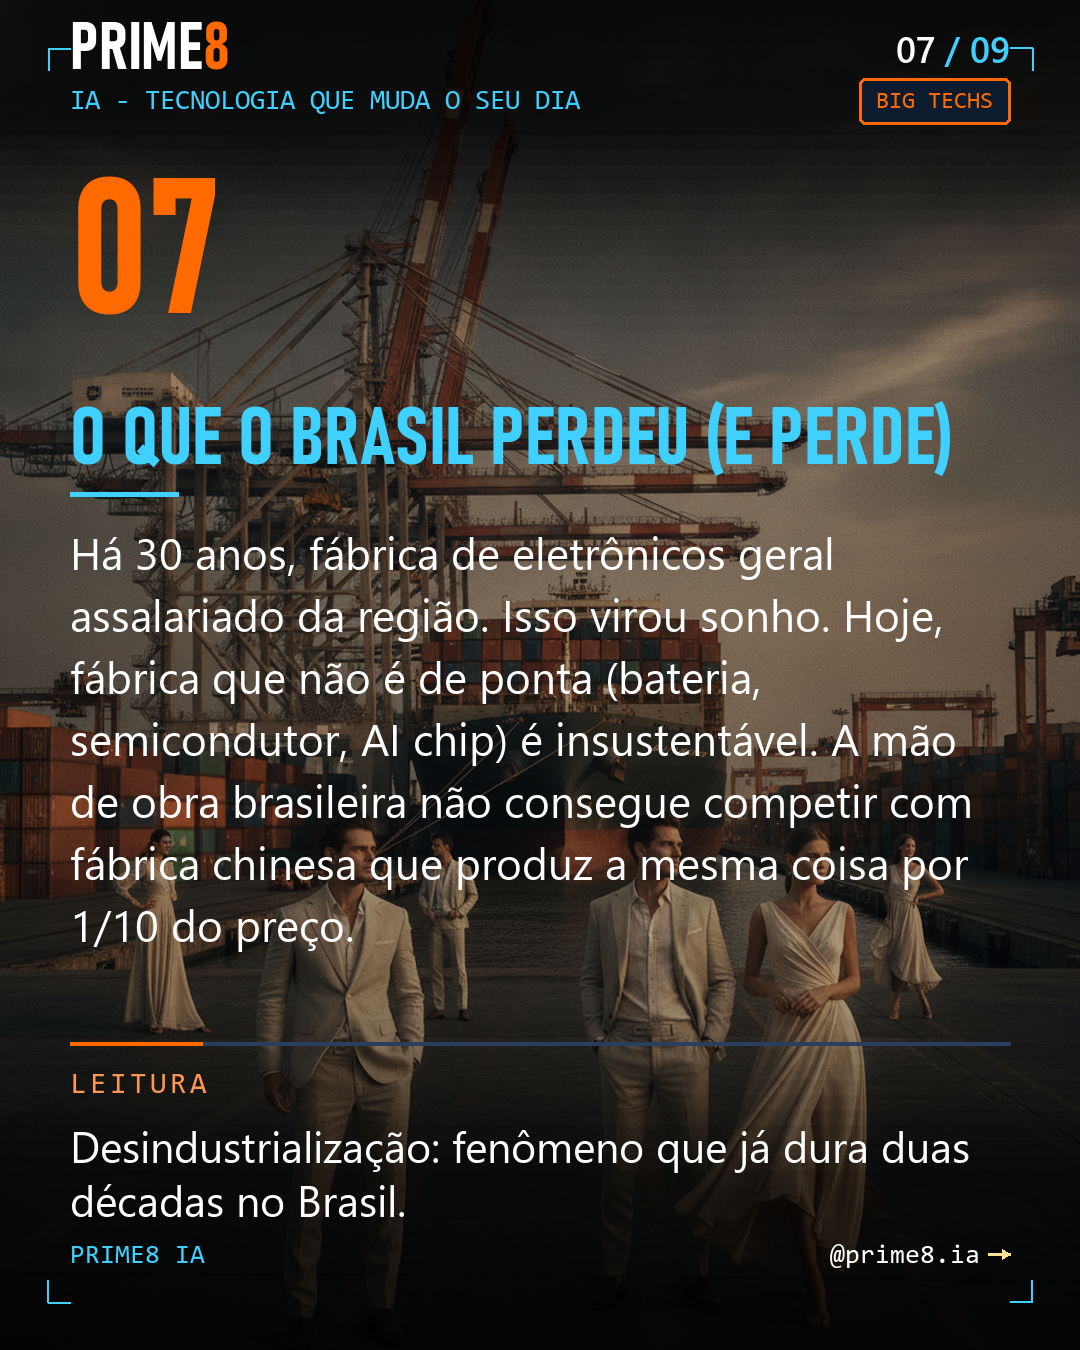 PRIME8
07 / 09
IA - TECNOLOGIA QUE MUDA O SEU DIA
BIG TECHS
07
O QUE O BRASIL PERDEU (E PERDE)
Há 30 anos, fábrica de eletrônicos geral
assalariado da região. Isso virou sonho. Hoje,
fábrica que não é de ponta (bateria,
semicondutor, AI chip) é insustentável. A mão
de obra brasileira não consegue competir com
fábrica chinesa que produz a mesma coisa por
1/10 do preço.
LEITURA
Desindustrialização: fenômeno que já dura duas
décadas no Brasil.
PRIME8 IA
@prime8.ia